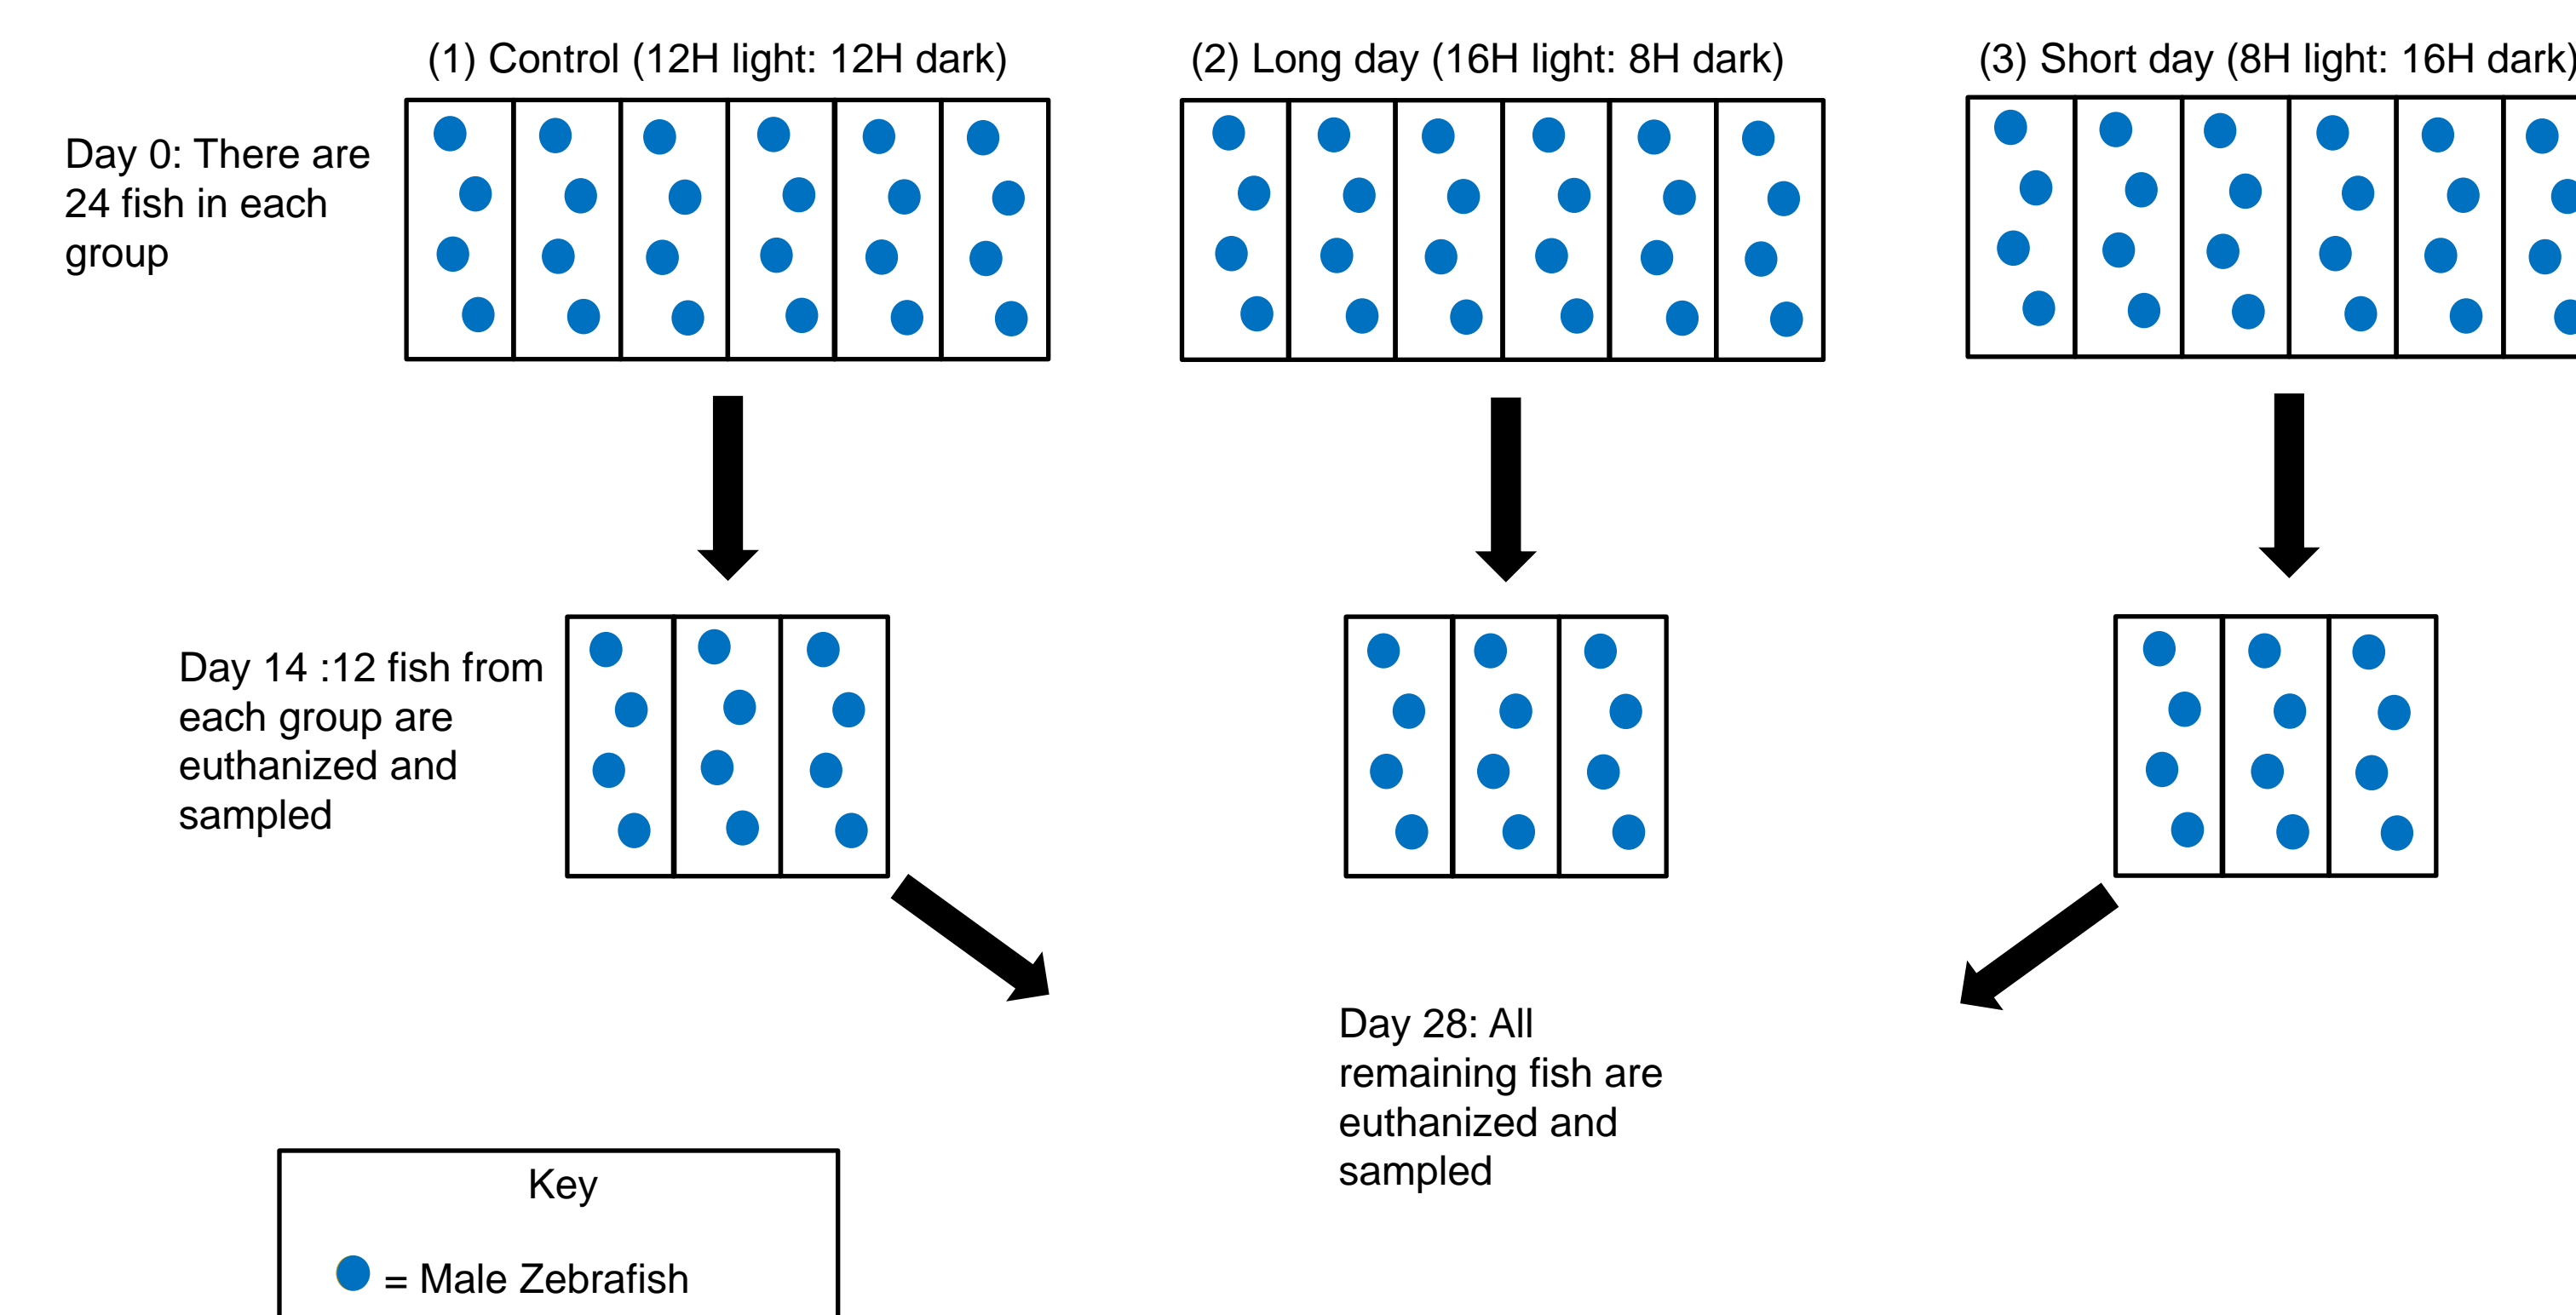 (1) Control (12H light: 12H dark)
(2) Long day (16H light: 8H dark)
(3) Short day (8H light: 16H dark)
Day 0: There are
24 fish in each
group
Day 14 :12 fish from
each group are
euthanized and
sampled
Day 28: All
remaining fish are
euthanized and
sampled
Key
= Male Zebrafish